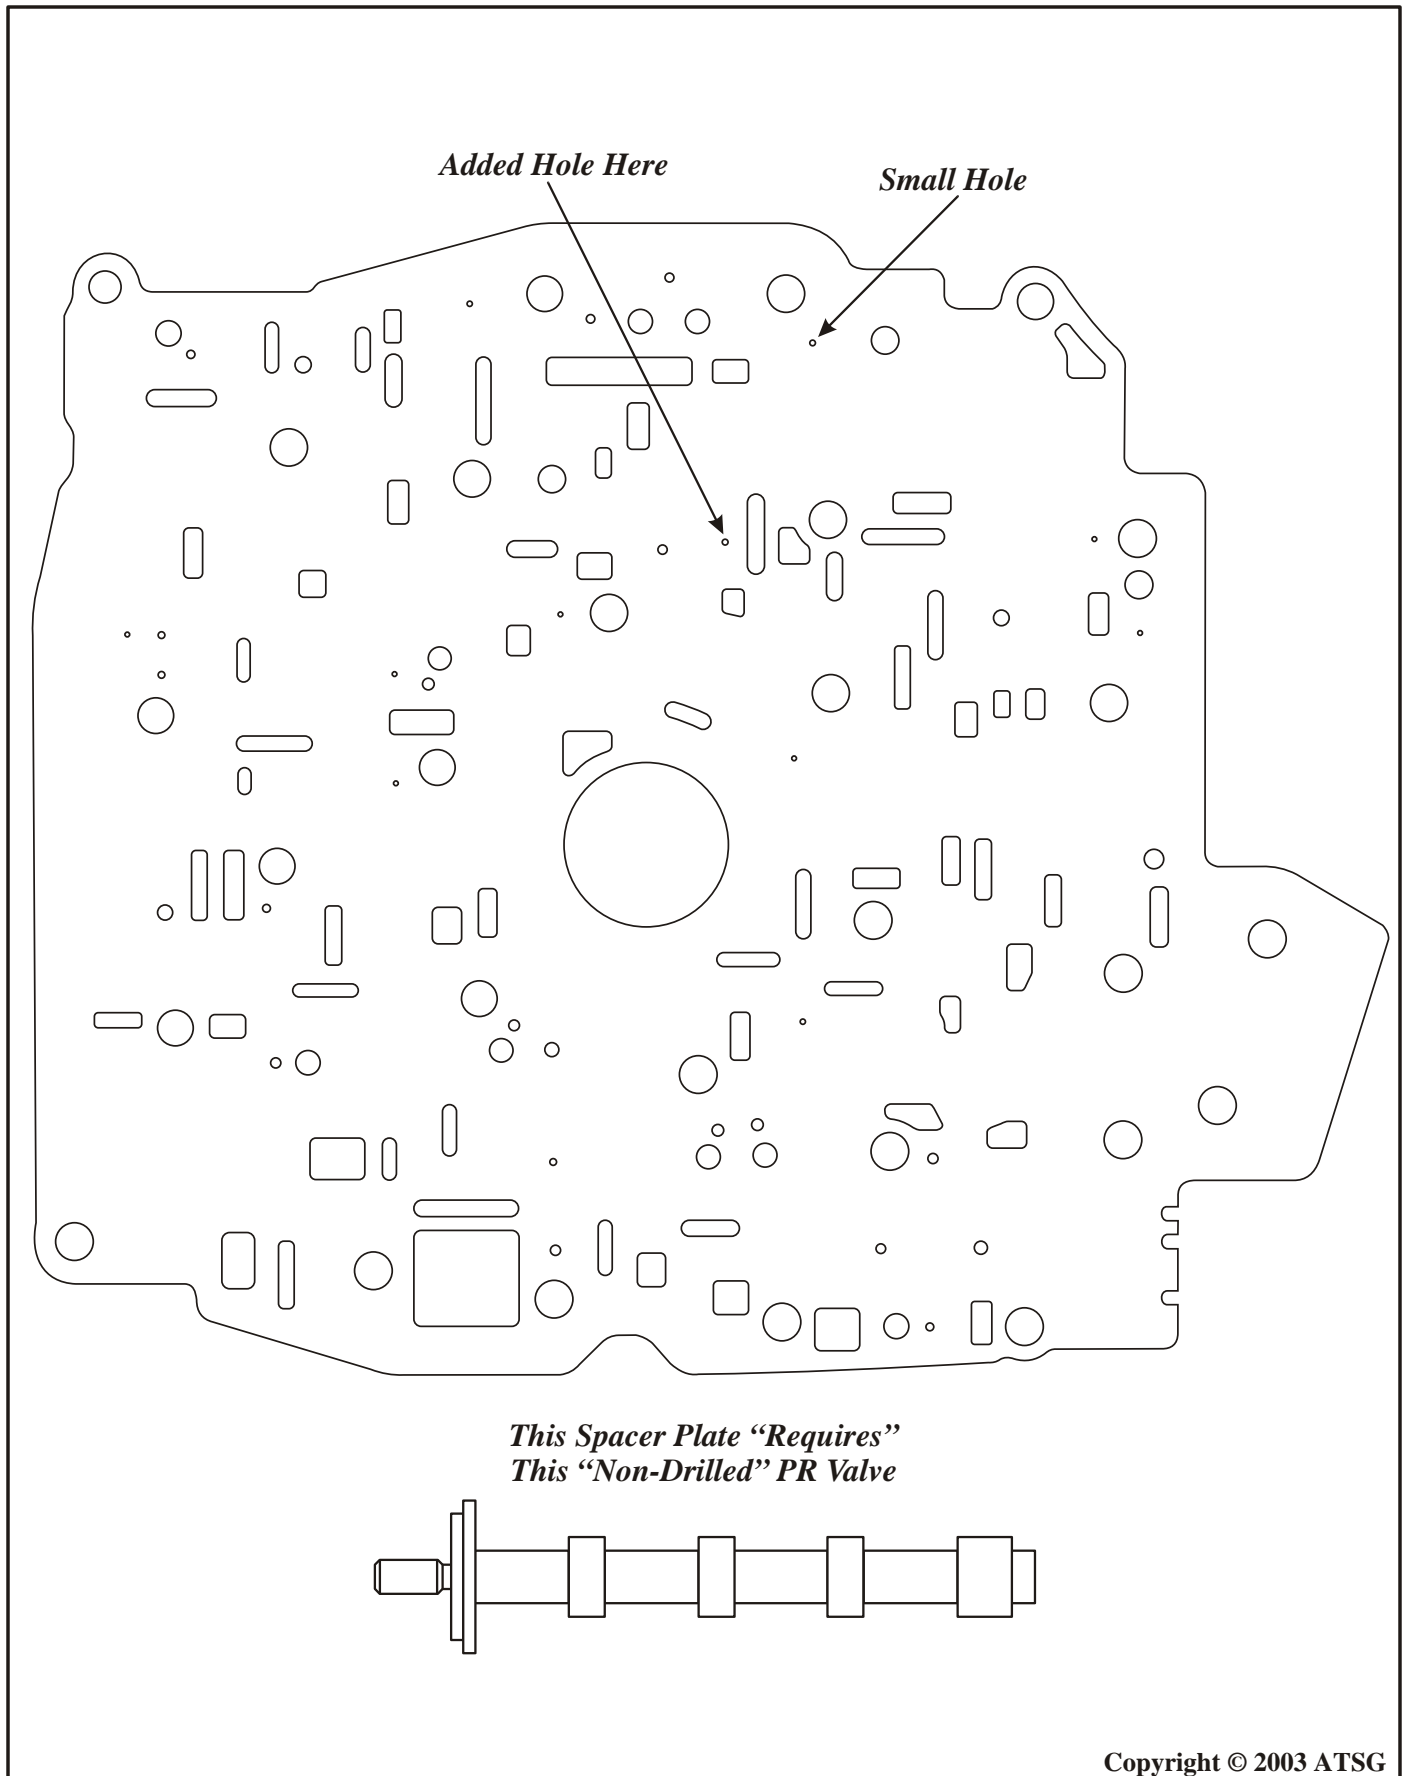 Added Hole Here
Small Hole
This Spacer Plate “Requires”
This “Non-Drilled” PR Valve
Copyright © 2003 ATSG